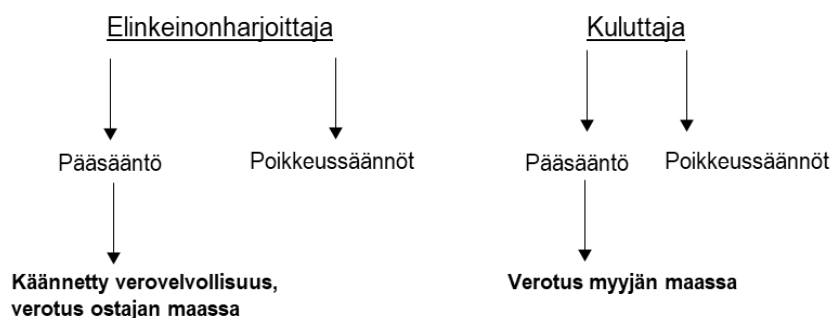 Elinkeinonharjoittaja
Kuluttaja
Pääsääntö
Poikkeussäännöt
Pääsääntö
Poikkeussäännöt
Käännetty verovelvollisuus,
verotus ostajan maassa
Verotus myyjän maassa